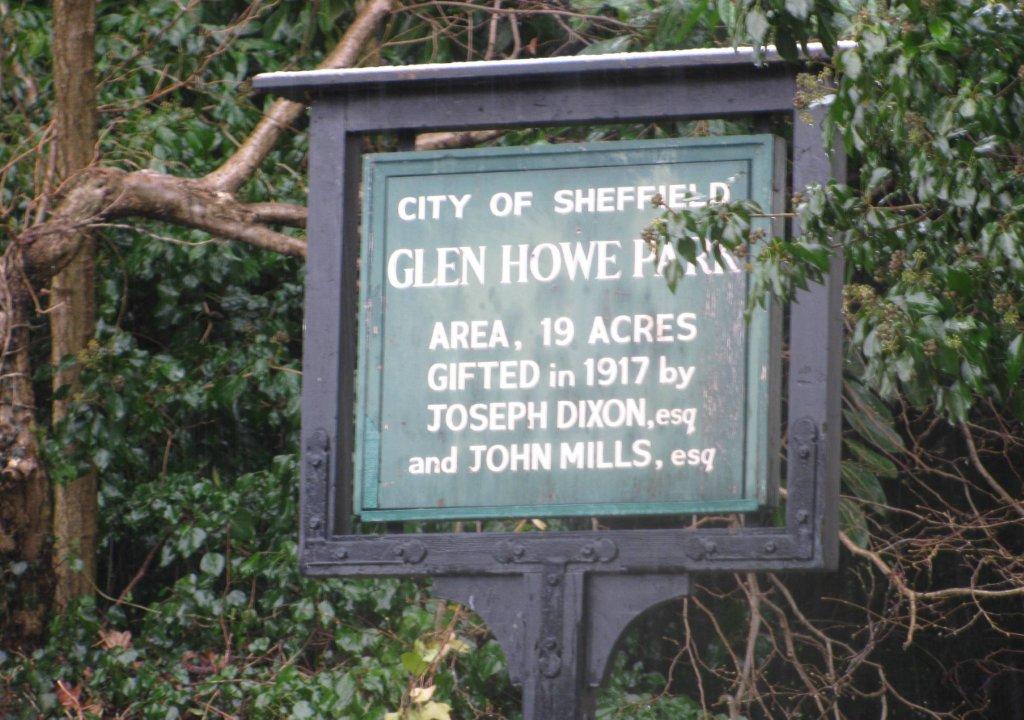 CITY OF SHEFFIELD
GLEN HOWE PARK
AREA, 19 ACRES
GIFTED in 1917 by
JOSEPH DIXON, esq
and JOHN MILLS, esq